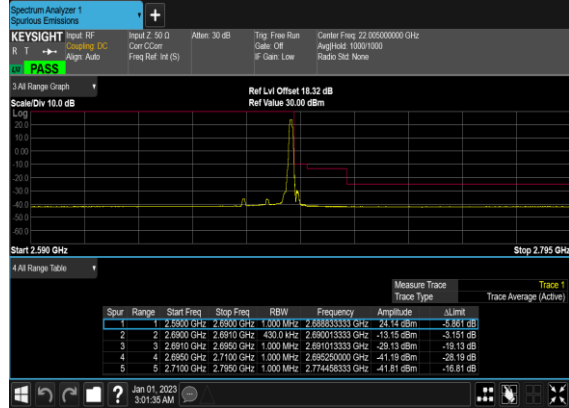 Spectrum Analyzer 1
Spurious Emissions
KEYSIGHT Input: RF Input Z: 50 Ω Atten: 30 dB Trig: Free Run Center Freq: 22.005000000 GHz
R T Coupling: DC Corr CCorr Gate: Off Avg|Hold: 1000/1000
Align: Auto Freq Ref: Int (S) IF Gain: Low Radio Std: None
LV PASS
3 All Range Graph
Ref Lvl Offset 18.32 dB
Scale/Div 10.0 dB Ref Value 30.00 dBm
Log
20.0
10.0
0.00
-10.0
-20.0
-30.0
-40.0
-50.0
-60.0
Start 2.590 GHz Stop 2.795 GHz
4 All Range Table
Measure Trace Trace 1
Trace Type Trace Average (Active)
Spur Range Start Freq Stop Freq RBW Frequency Amplitude ΔLimit
1 1 2.5900 GHz 2.6900 GHz 1.000 MHz 2.688833333 GHz 24.14 dBm -5.861 dB
2 2 2.6900 GHz 2.6910 GHz 430.0 kHz 2.690013333 GHz -13.15 dBm -3.151 dB
3 3 2.6910 GHz 2.6950 GHz 1.000 MHz 2.691013333 GHz -29.13 dBm -19.13 dB
4 4 2.6950 GHz 2.7100 GHz 1.000 MHz 2.695250000 GHz -41.19 dBm -28.19 dB
5 5 2.7100 GHz 2.7950 GHz 1.000 MHz 2.774458333 GHz -41.81 dBm -16.81 dB
? Jan 01, 2023
3:01:35 AM